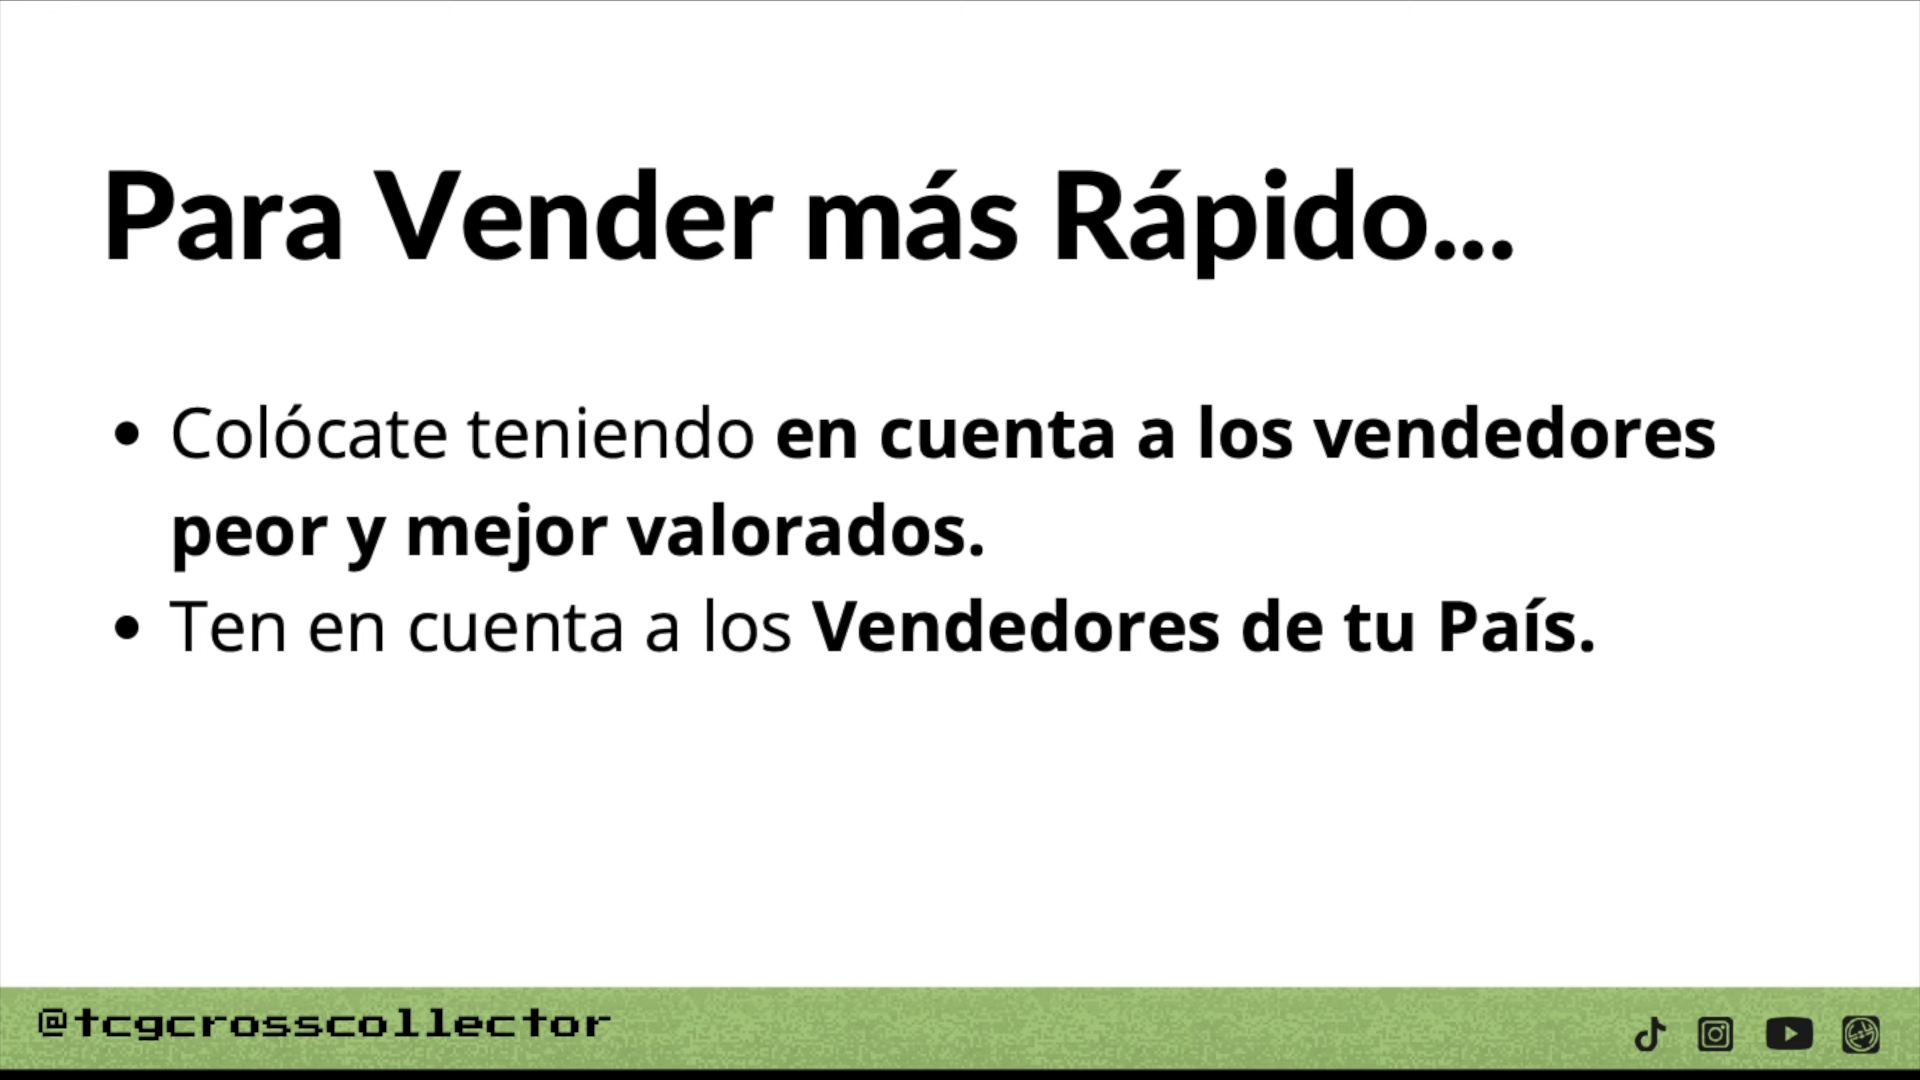 Para Vender más Rápido...
• Colócate teniendo en cuenta a los vendedores
peor y mejor valorados.
• Ten en cuenta a los Vendedores de tu País.
@tcgcrosscollector